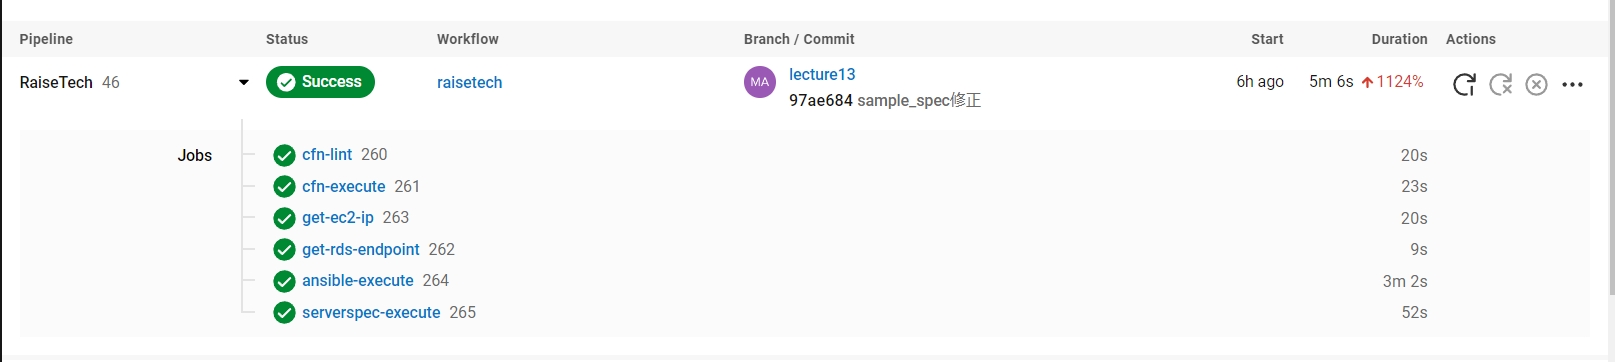 Pipeline Status Workflow Branch / Commit Start Duration Actions
RaiseTech 46 Success raisetech MA lecture13 6h ago 5m 6s 1124%
97ae684 sample_spec修正
Jobs cfn-lint 260 20s
cfn-execute 261 23s
get-ec2-ip 263 20s
get-rds-endpoint 262 9s
ansible-execute 264 3m 2s
serverspec-execute 265 52s